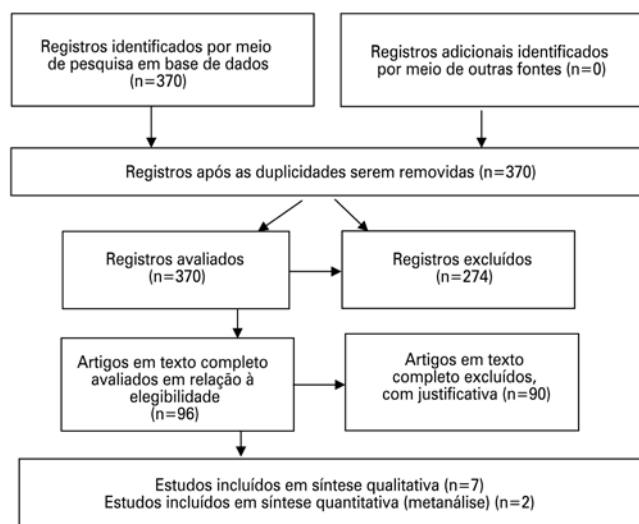 Registros identificados por meio
de pesquisa em base de dados
(n=370)
Registros adicionais identificados
por meio de outras fontes (n=0)
Registros após as duplicidades serem removidas (n=370)
Registros avaliados
(n=370)
Registros excluídos
(n=274)
Artigos em texto completo
avaliados em relação à
elegibilidade
(n=96)
Artigos em texto
completo excluídos,
com justificativa (n=90)
Estudos incluídos em síntese qualitativa (n=7)
Estudos incluídos em síntese quantitativa (metanálise) (n=2)